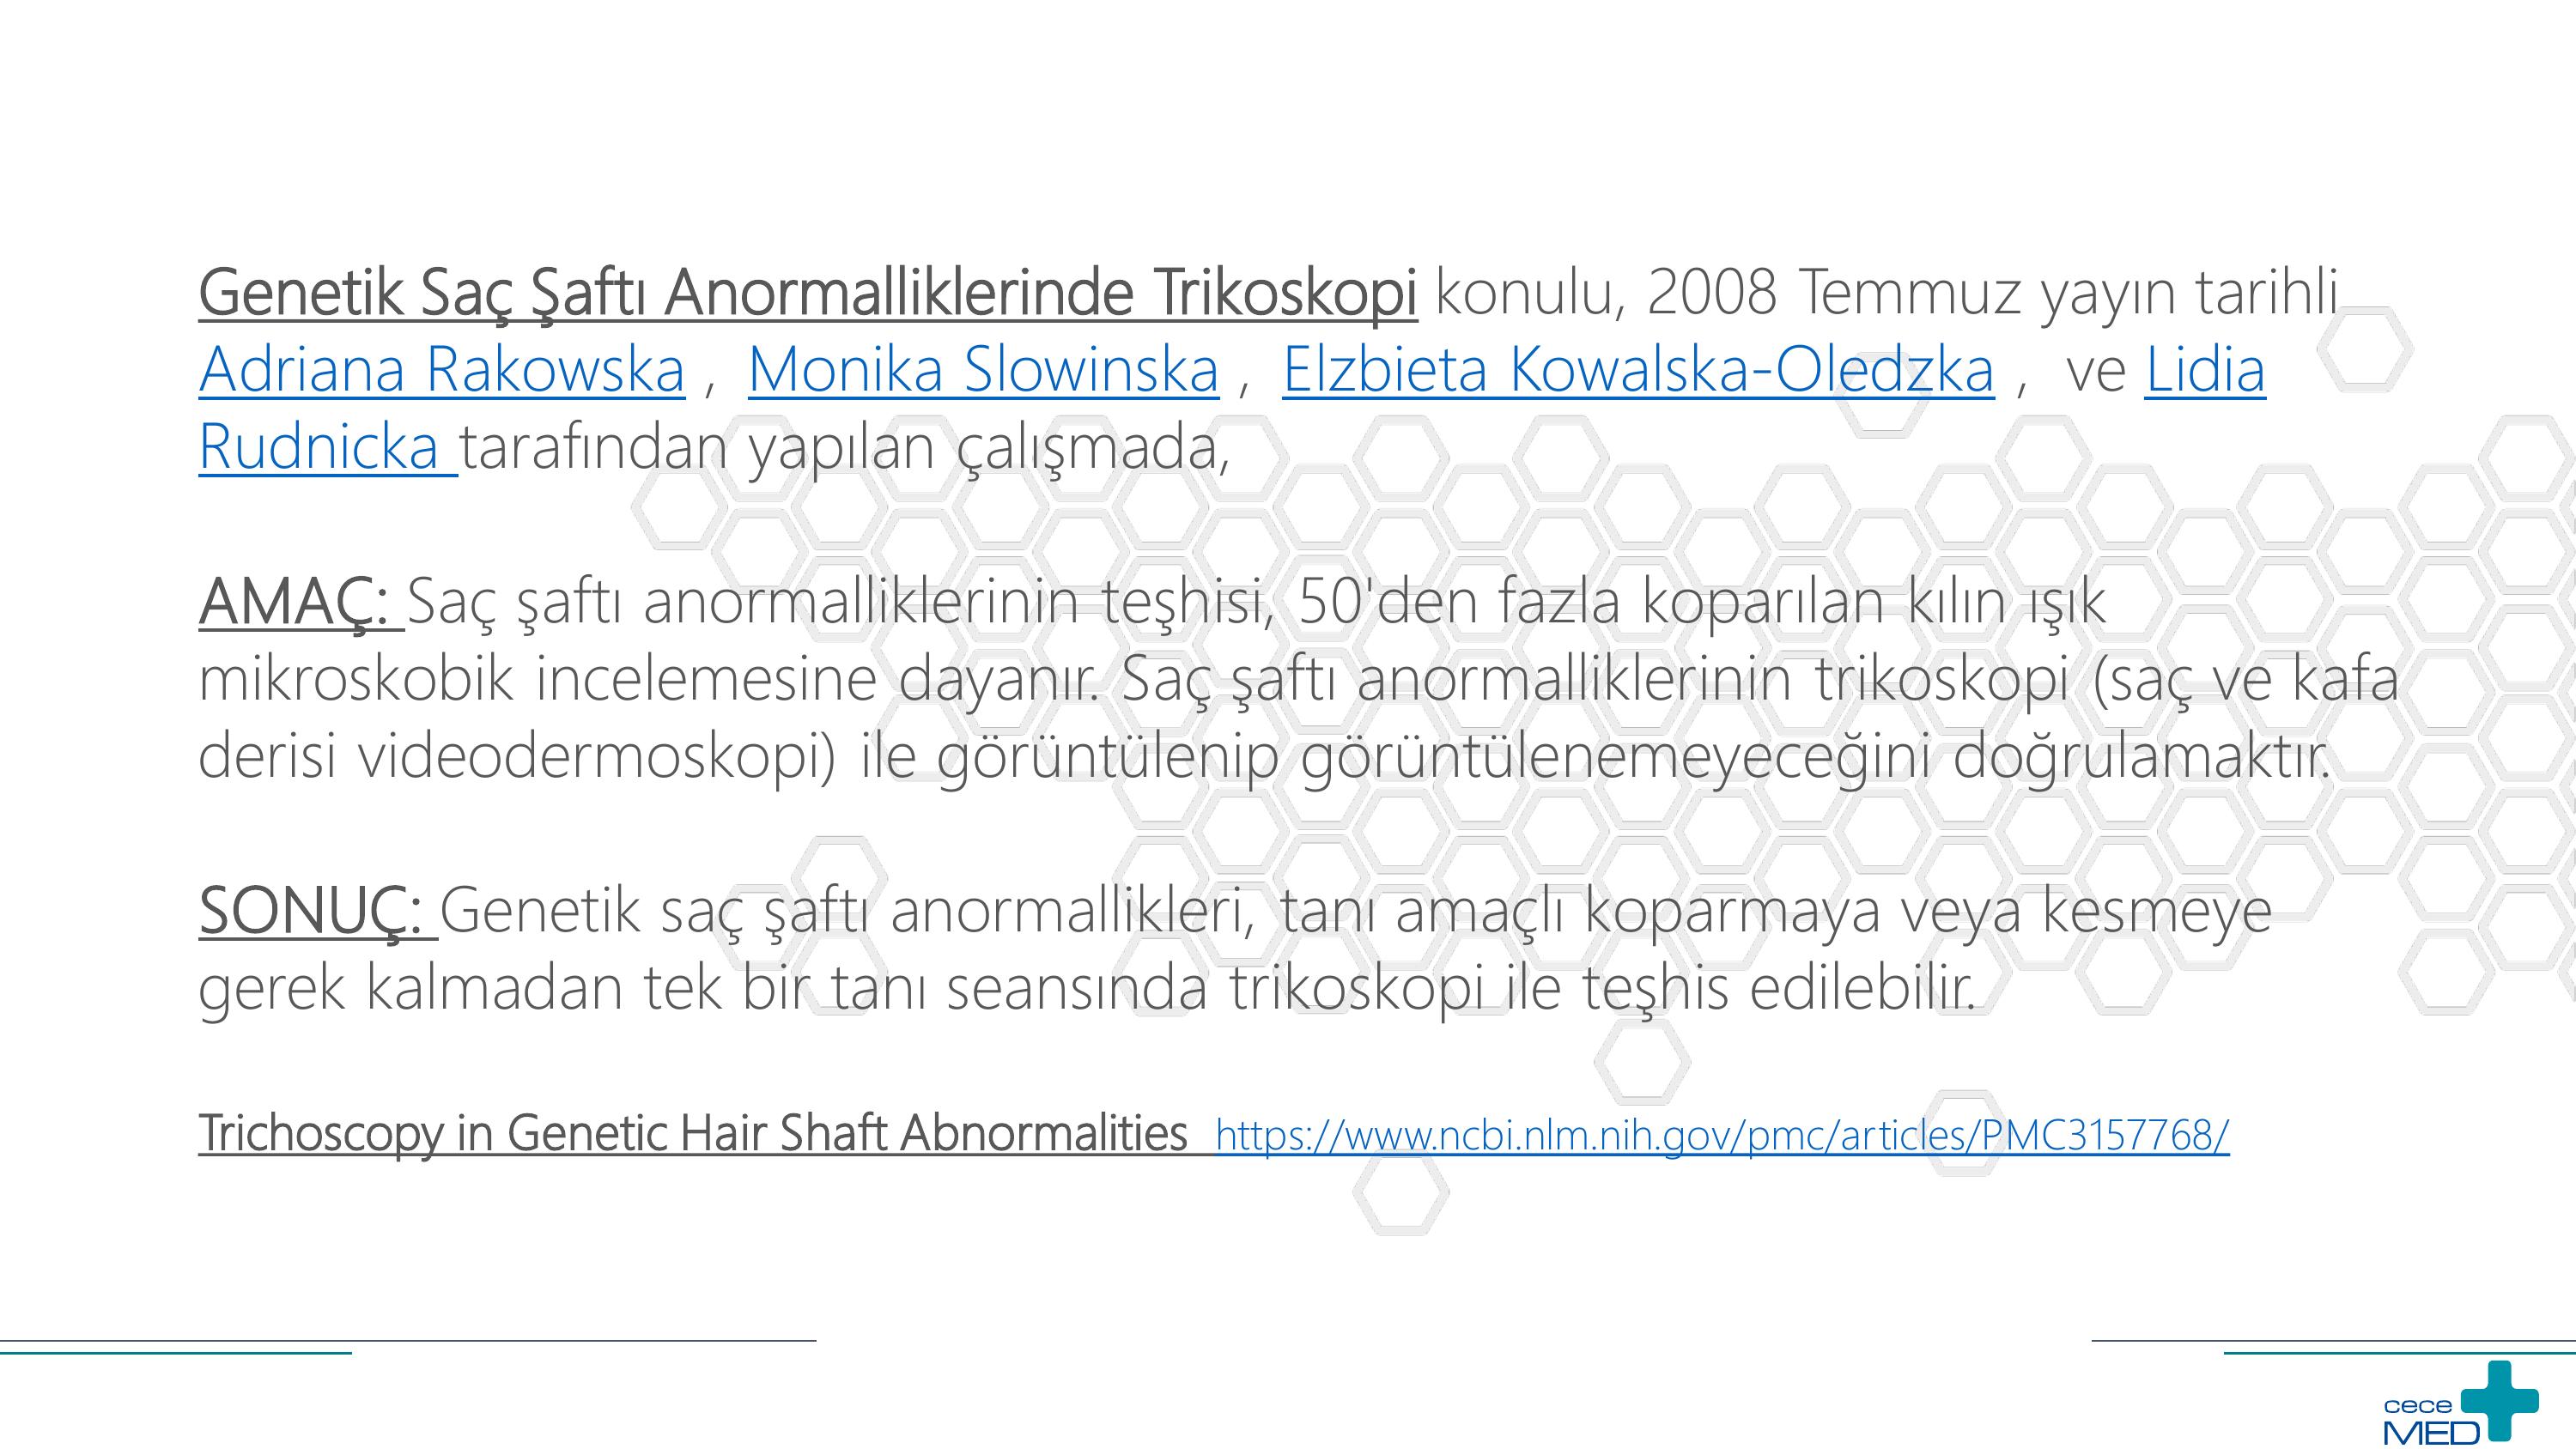 Genetik Saç Şaftı Anormalliklerinde Trikoskopi konulu, 2008 Temmuz yayın tarihli
Adriana Rakowska , Monika Slowinska , Elzbieta Kowalska-Oledzka , ve Lidia
Rudnicka tarafından yapılan çalışmada,
AMAÇ: Saç şaftı anormalliklerinin teşhisi, 50'den fazla koparılan kılın ışık
mikroskobik incelemesine dayanır. Saç şaftı anormalliklerinin trikoskopi (saç ve kafa
derisi videodermoskopi) ile görüntülenip görüntülenemeyeceğini doğrulamaktır.
SONUÇ: Genetik saç şaftı anormallikleri, tanı amaçlı koparmaya veya kesmeye
gerek kalmadan tek bir tanı seansında trikoskopi ile teşhis edilebilir.
Trichoscopy in Genetic Hair Shaft Abnormalities https://www.ncbi.nlm.nih.gov/pmc/articles/PMC3157768/
cece
MED